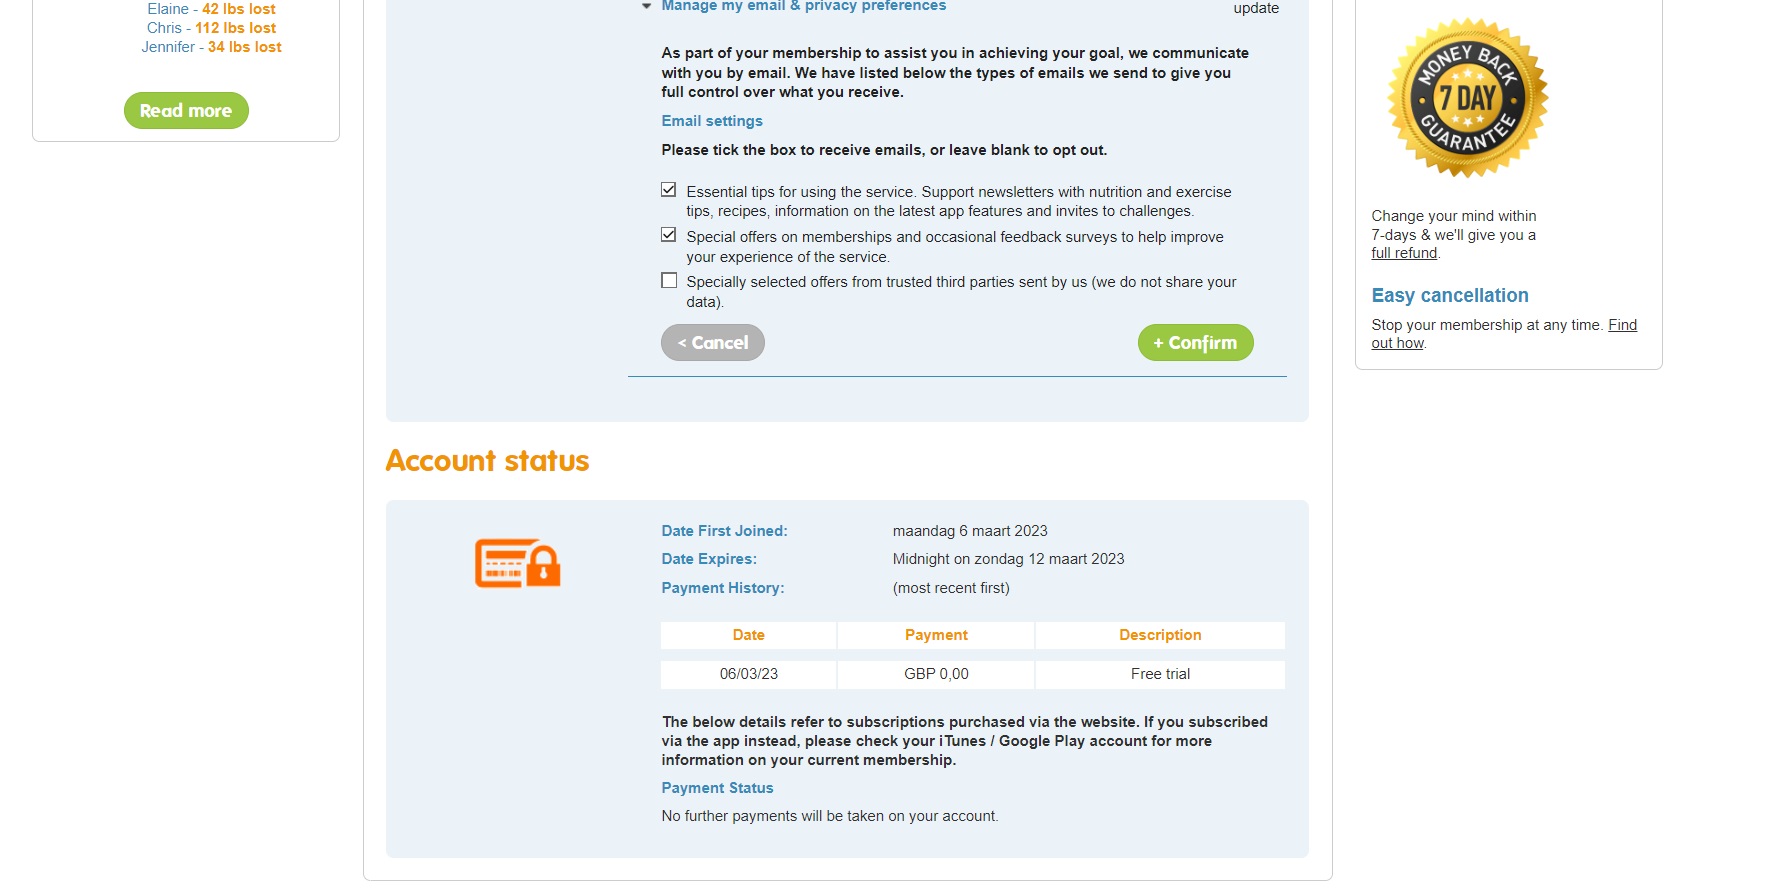 Elaine - 42 lbs lost
Chris - 112 lbs lost
Jennifer - 34 lbs lost
Read more
Manage my email & privacy preferences
update
As part of your membership to assist you in achieving your goal, we communicate
with you by email. We have listed below the types of emails we send to give you
full control over what you receive.
Email settings
Please tick the box to receive emails, or leave blank to opt out.
Essential tips for using the service. Support newsletters with nutrition and exercise
tips, recipes, information on the latest app features and invites to challenges.
Special offers on memberships and occasional feedback surveys to help improve
your experience of the service.
Specially selected offers from trusted third parties sent by us (we do not share your
data).
< Cancel
+ Confirm
MONEY BACK
7 DAY
GUARANTEE
Change your mind within
7-days & we'll give you a
full refund.
Easy cancellation
Stop your membership at any time. Find
out how.
Account status
Date First Joined: maandag 6 maart 2023
Date Expires: Midnight on zondag 12 maart 2023
Payment History: (most recent first)
Date Payment Description
06/03/23 GBP 0,00 Free trial
The below details refer to subscriptions purchased via the website. If you subscribed
via the app instead, please check your iTunes / Google Play account for more
information on your current membership.
Payment Status
No further payments will be taken on your account.